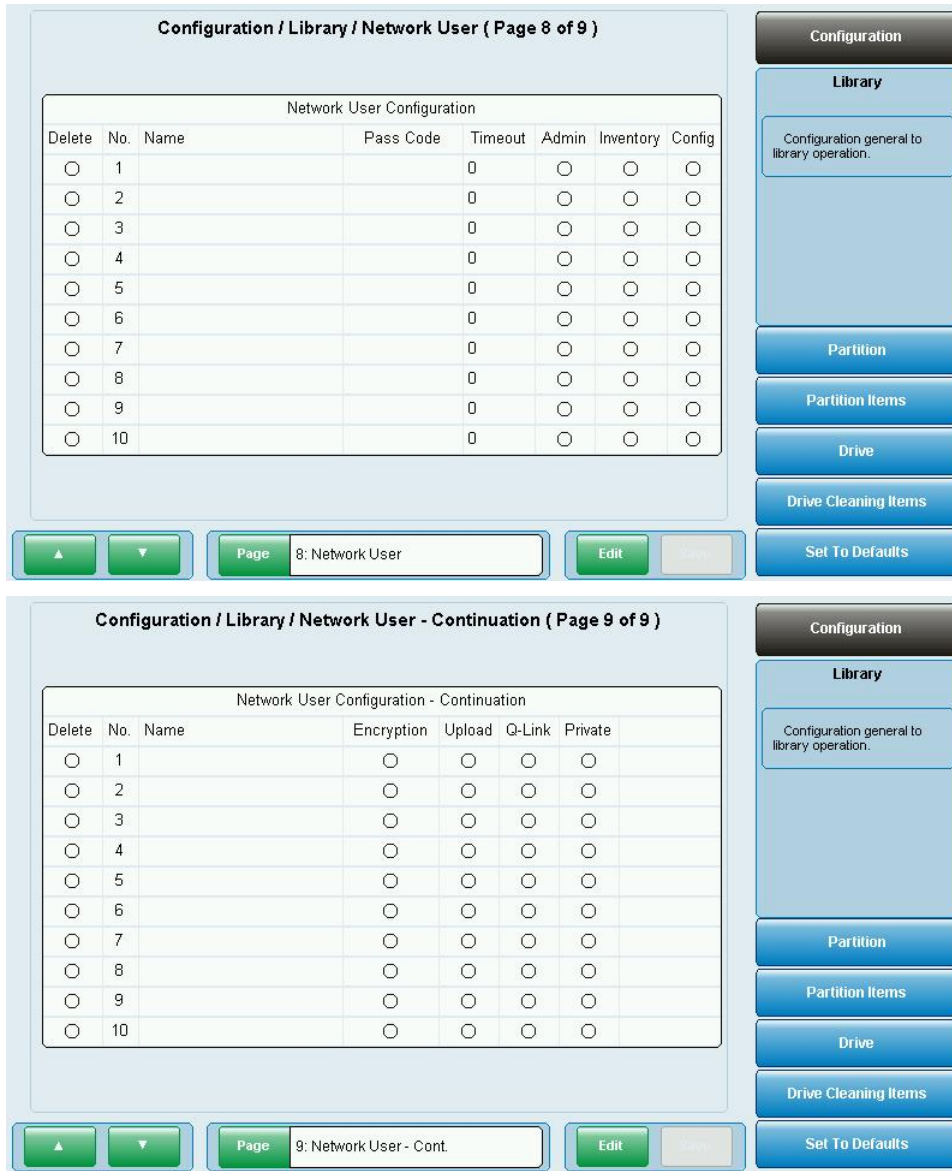 Configuration / Library / Network User ( Page 8 of 9 )
Network User Configuration
Delete No. Name Pass Code Timeout Admin Inventory Config
1 0
2 0
3 0
4 0
5 0
6 0
7 0
8 0
9 0
10 0
▲ ▼ Page 8: Network User Edit Save
Configuration
Library
Configuration general to
library operation.
Partition
Partition Items
Drive
Drive Cleaning Items
Set To Defaults
Configuration / Library / Network User - Continuation ( Page 9 of 9 )
Network User Configuration - Continuation
Delete No. Name Encryption Upload Q-Link Private
1
2
3
4
5
6
7
8
9
10
▲ ▼ Page 9: Network User - Cont. Edit Save
Configuration
Library
Configuration general to
library operation.
Partition
Partition Items
Drive
Drive Cleaning Items
Set To Defaults